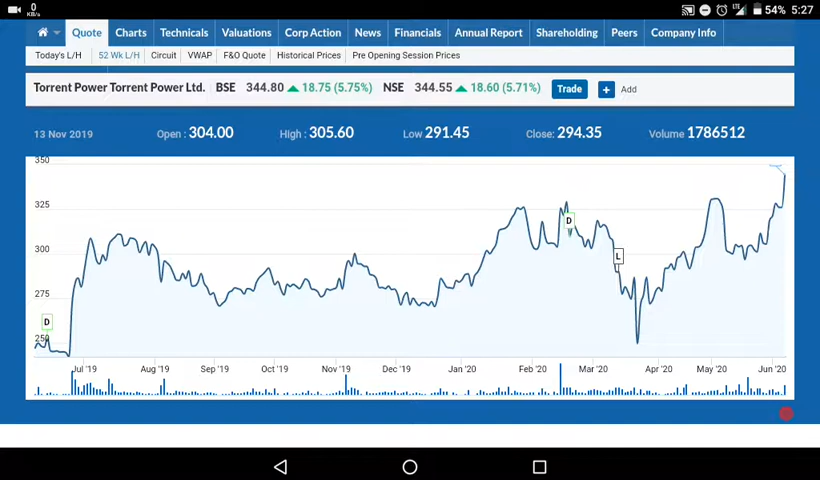 0
KB/s
LTE
54% 5:27
Quote Charts Technicals Valuations Corp Action News Financials Annual Report Shareholding Peers Company Info
Today's L/H 52 Wk L/H Circuit VWAP F&O Quote Historical Prices Pre Opening Session Prices
Torrent Power Torrent Power Ltd. BSE 344.80 18.75 (5.75%) NSE 344.55 18.60 (5.71%) Trade + Add
13 Nov 2019 Open : 304.00 High : 305.60 Low 291.45 Close: 294.35 Volume 1786512
350
325
D
L
300
275
D
250
Jul '19 Aug '19 Sep '19 Oct '19 Nov '19 Dec '19 Jan '20 Feb '20 Mar '20 Apr '20 May '20 Jun '20